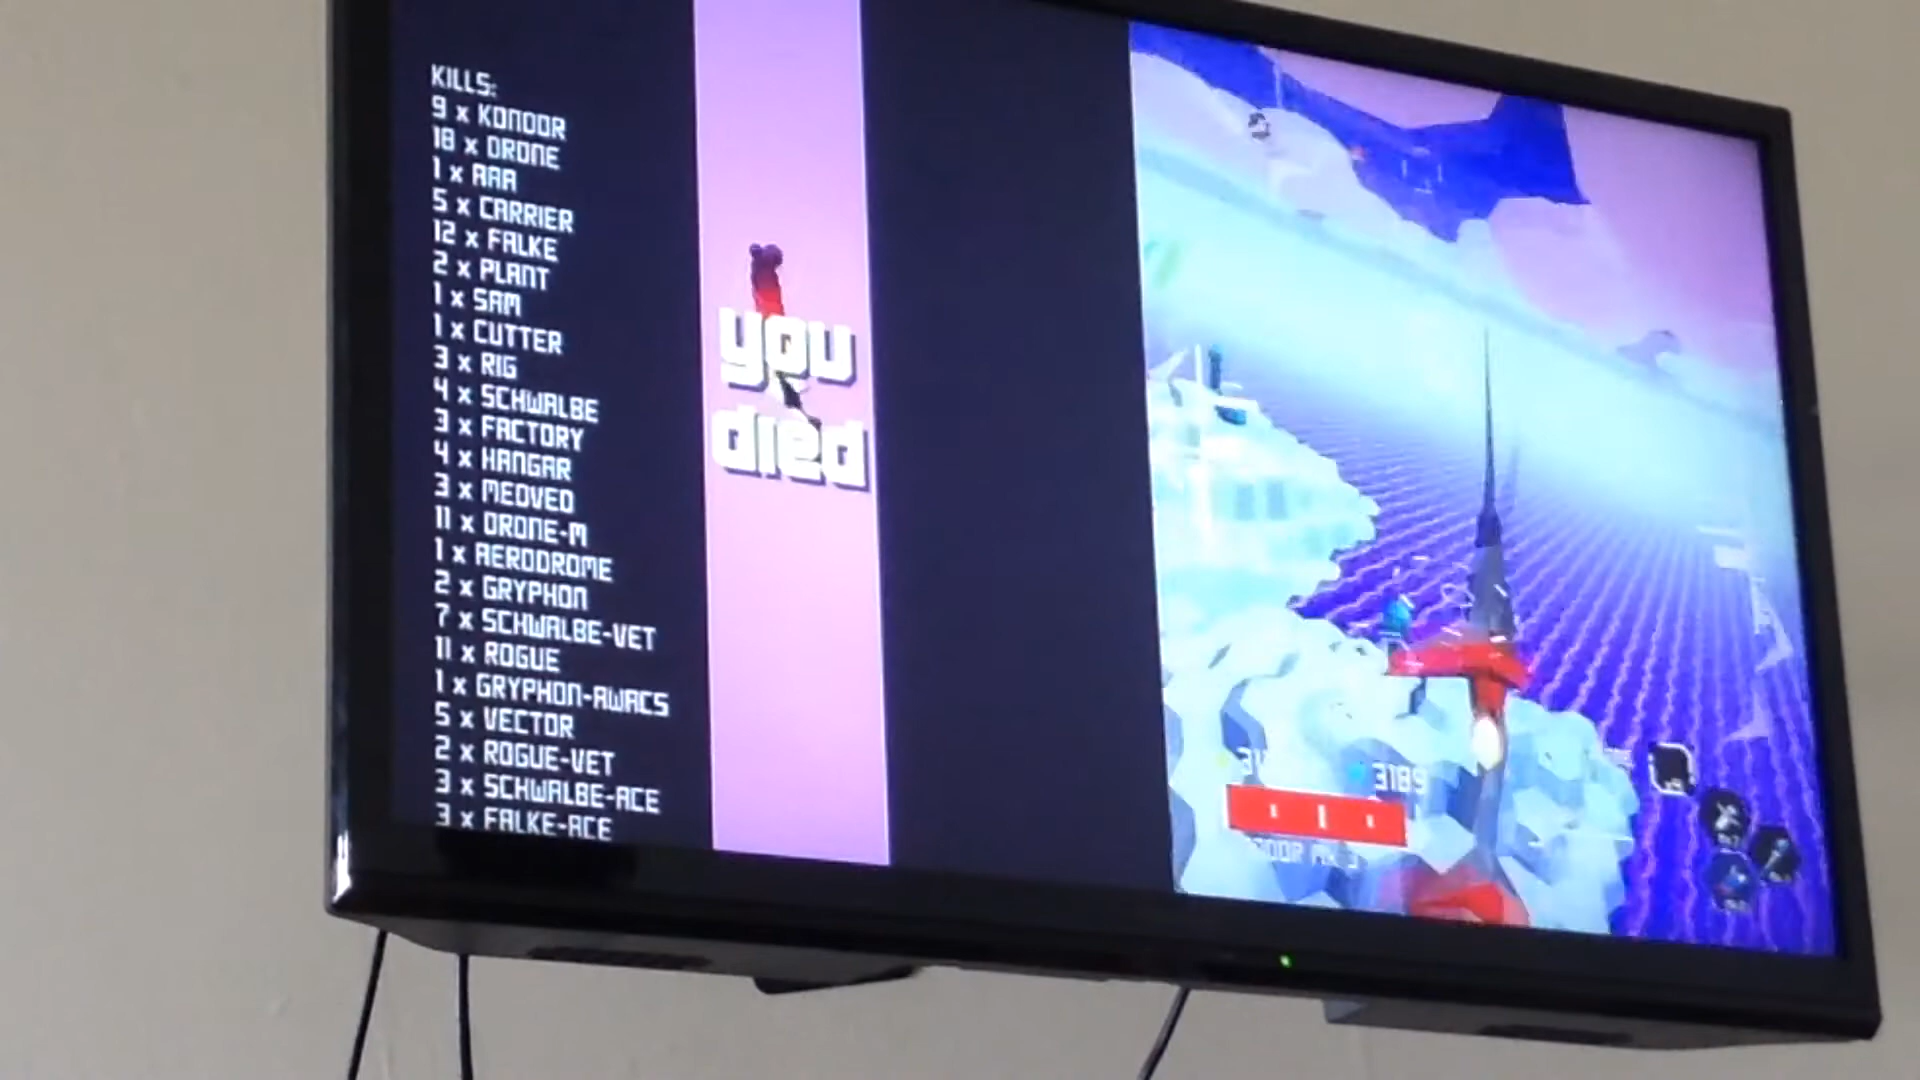 KILLS:
9 x KONDOR
18 x DRONE
1 x AAA
5 x CARRIER
12 x FALKE
2 x PLANT
1 x SAM
1 x CUTTER
3 x RIG
4 x SCHWALBE
3 x FACTORY
4 x HANGAR
3 x MEDVED
11 x DRONE-M
1 x AERODROME
2 x GRYPHON
7 x SCHWALBE-VET
11 x ROGUE
1 x GRYPHON-AWACS
5 x VECTOR
2 x ROGUE-VET
3 x SCHWALBE-ACE
3 x FALKE-ACE
you
died
3189